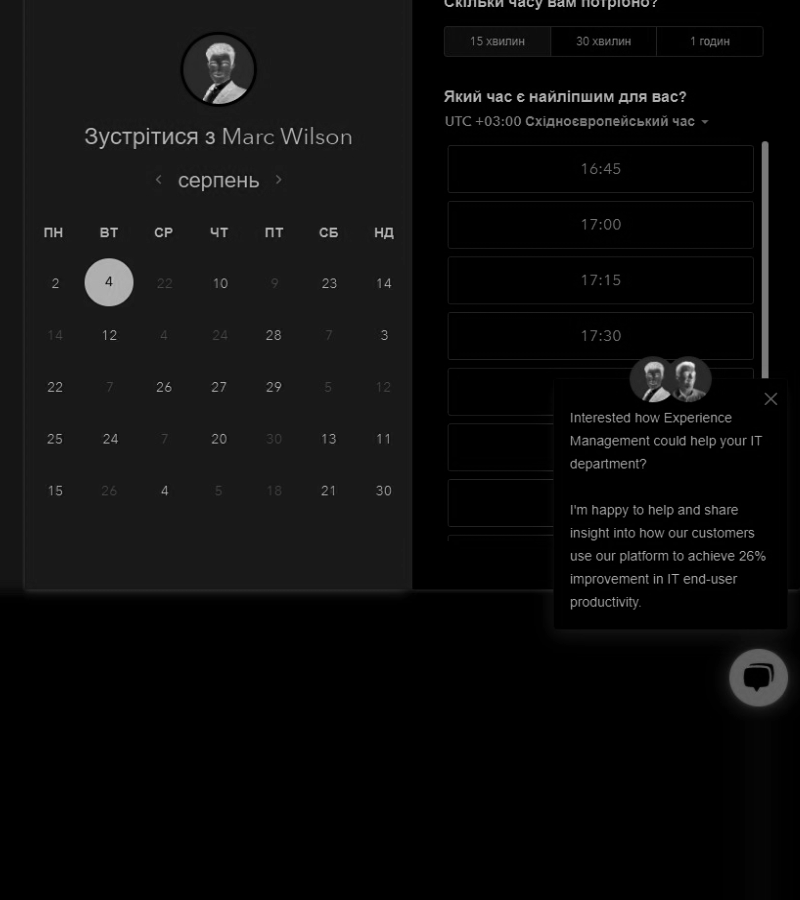 Зустрітися з Marc Wilson
серпень
ПН ВТ СР ЧТ ПТ СБ НД
2 4 22 10 9 23 14
14 12 4 24 28 7 3
22 7 26 27 29 5 12
25 24 7 20 30 13 11
15 26 4 5 18 21 30
Скільки часу вам потрібно?
15 хвилин 30 хвилин 1 годин
Який час є найліпшим для вас?
UTC +03:00 Східноєвропейський час
16:45
17:00
17:15
17:30
Interested how Experience
Management could help your IT
department?
I'm happy to help and share
insight into how our customers
use our platform to achieve 26%
improvement in IT end-user
productivity.